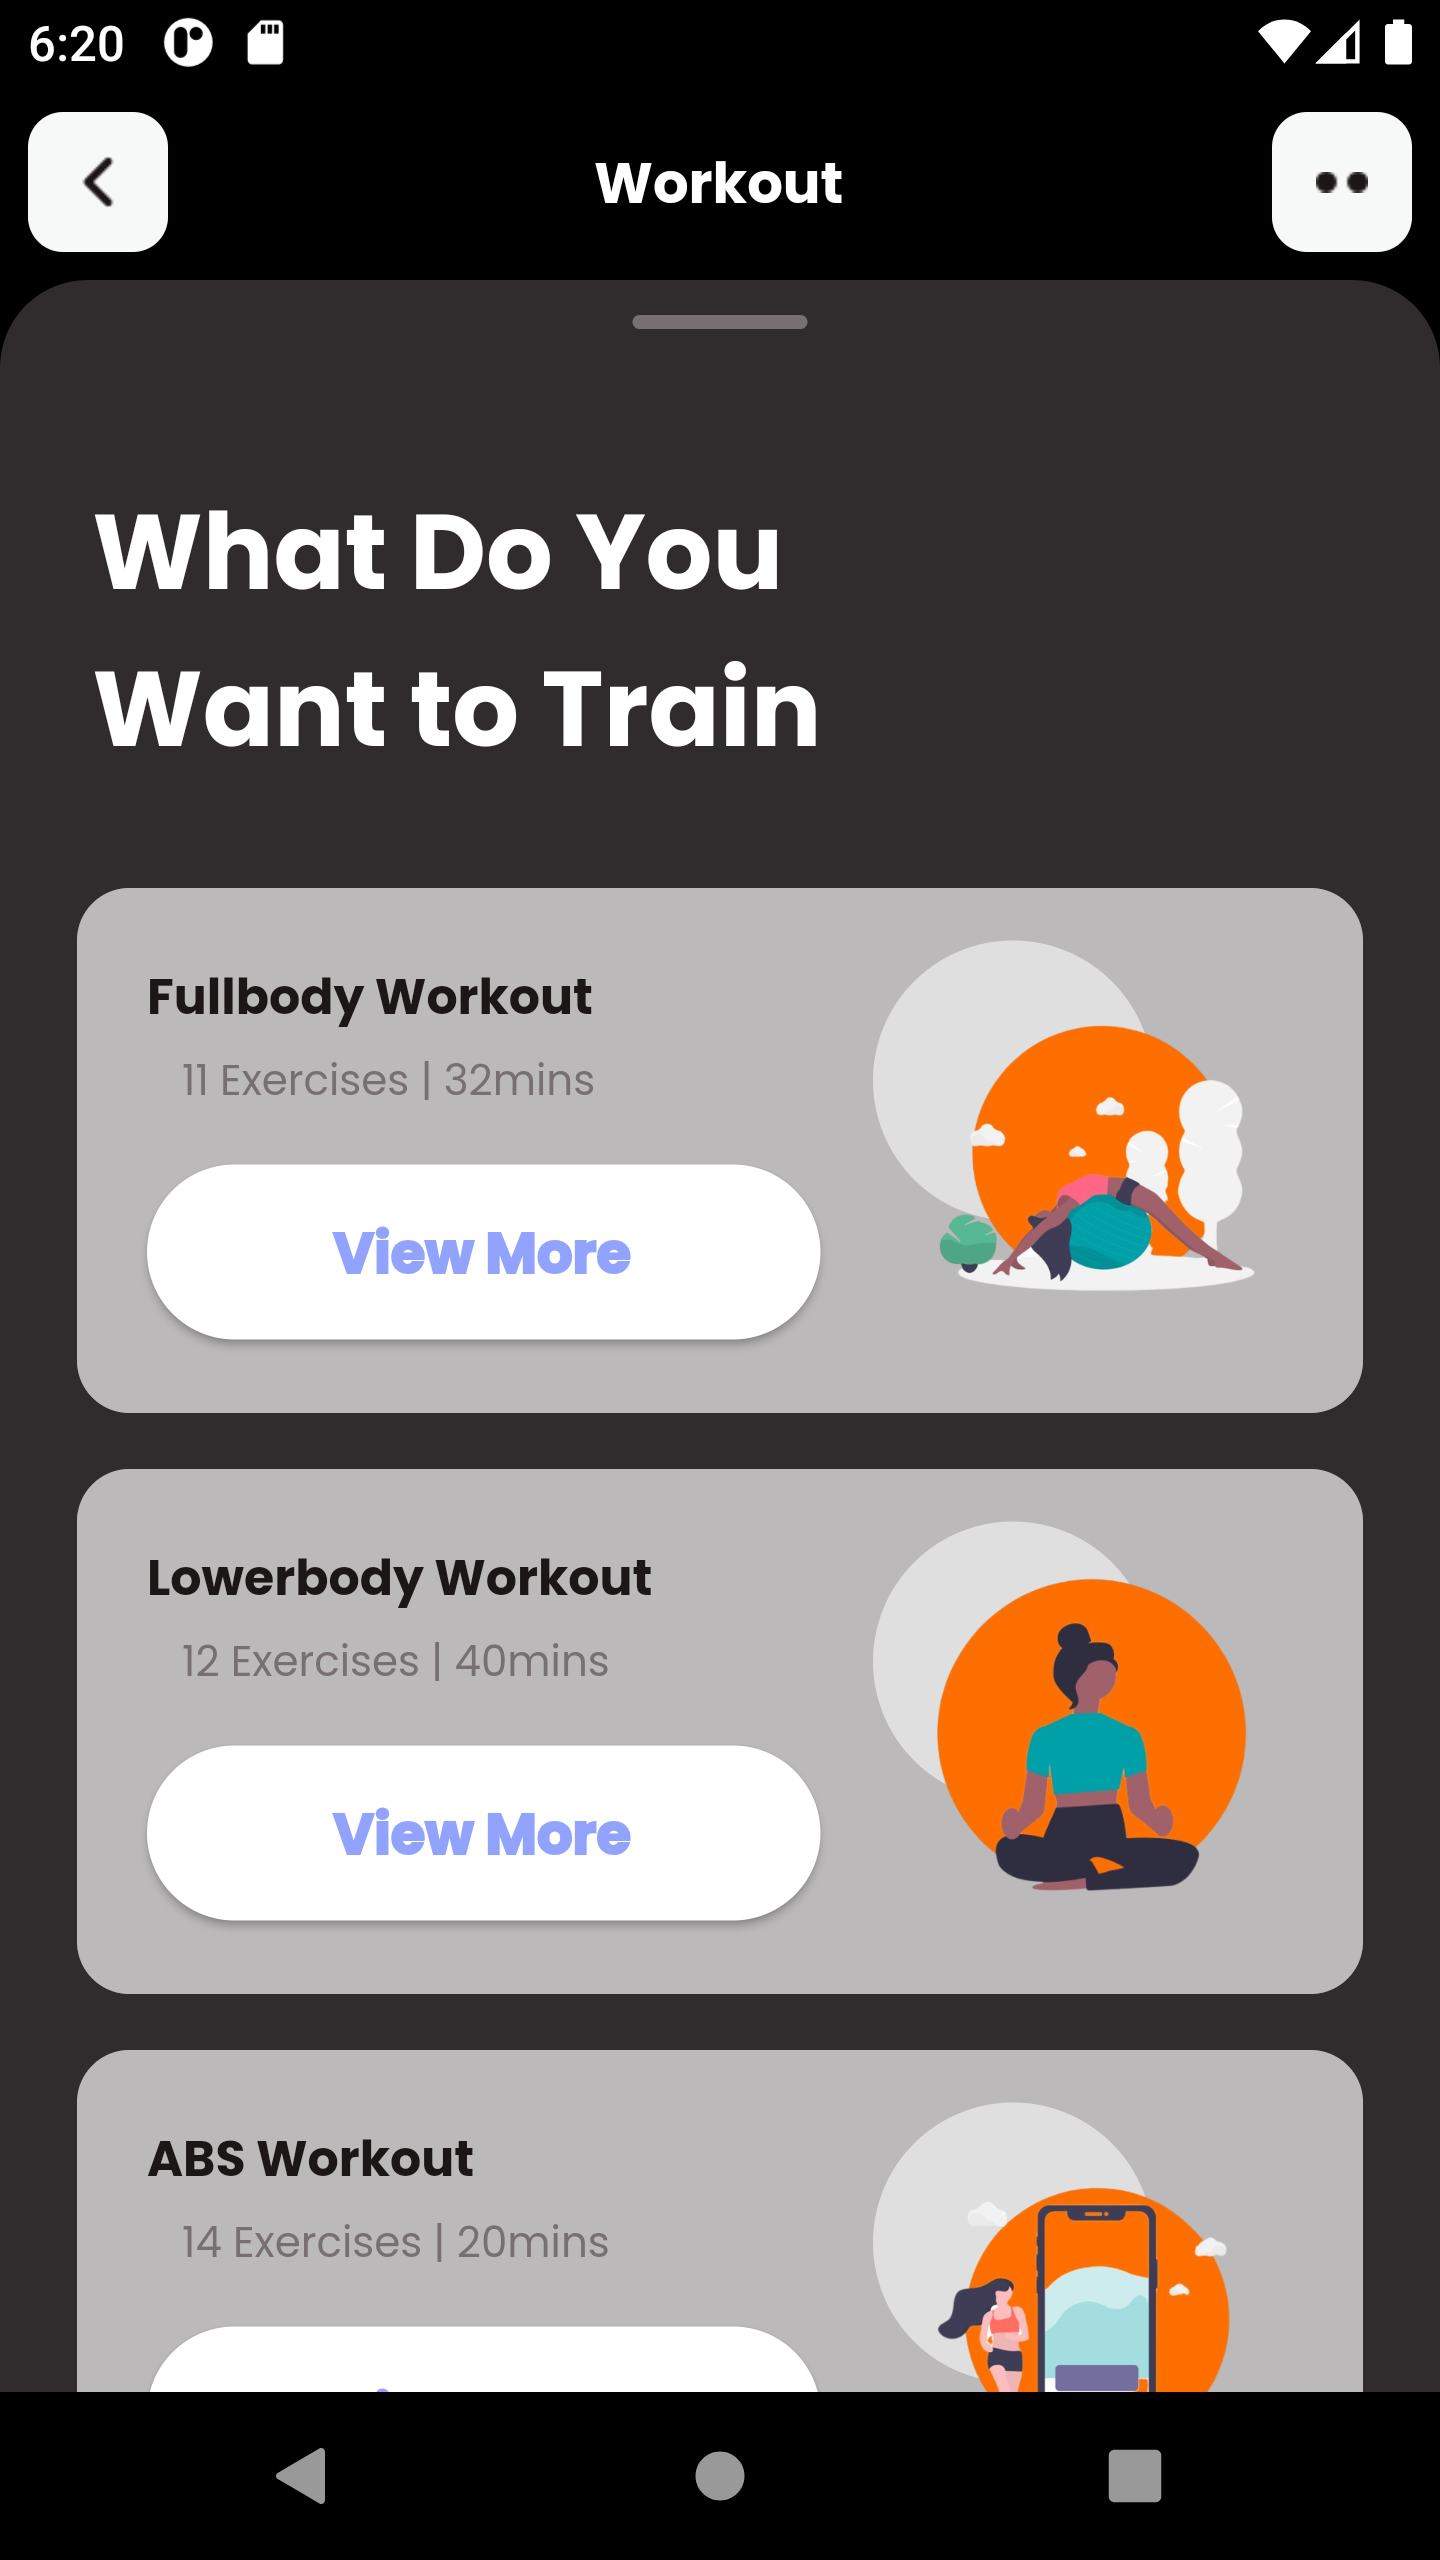 6:20
Workout
What Do You
Want to Train
Fullbody Workout
11 Exercises | 32mins
View More
Lowerbody Workout
12 Exercises | 40mins
View More
ABS Workout
14 Exercises | 20mins